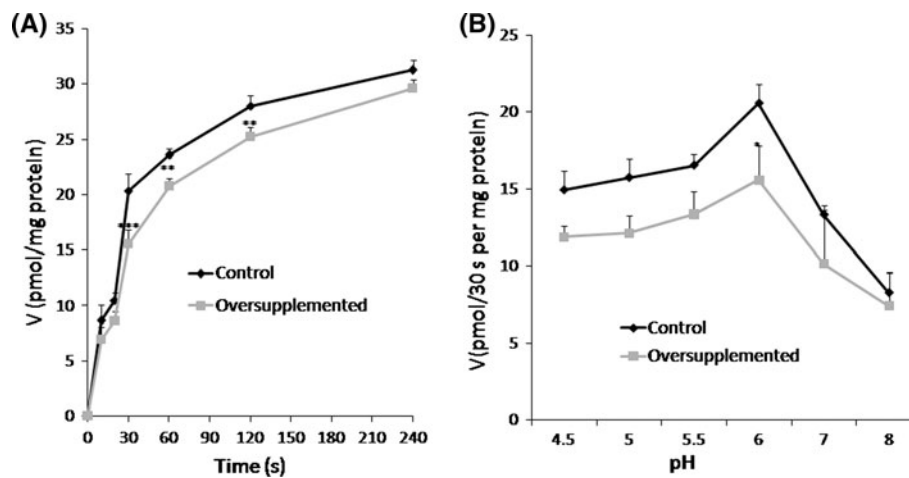 (A)
V (pmol/mg protein)
35
30
25
20
15
10
5
0
**
**
***
Control
Oversupplemented
0 30 60 90 120 150 180 210 240
Time (s)
(B)
V(pmol/30 s per mg protein)
25
20
15
10
5
0
*
Control
Oversupplemented
4.5 5 5.5 6 7 8
pH